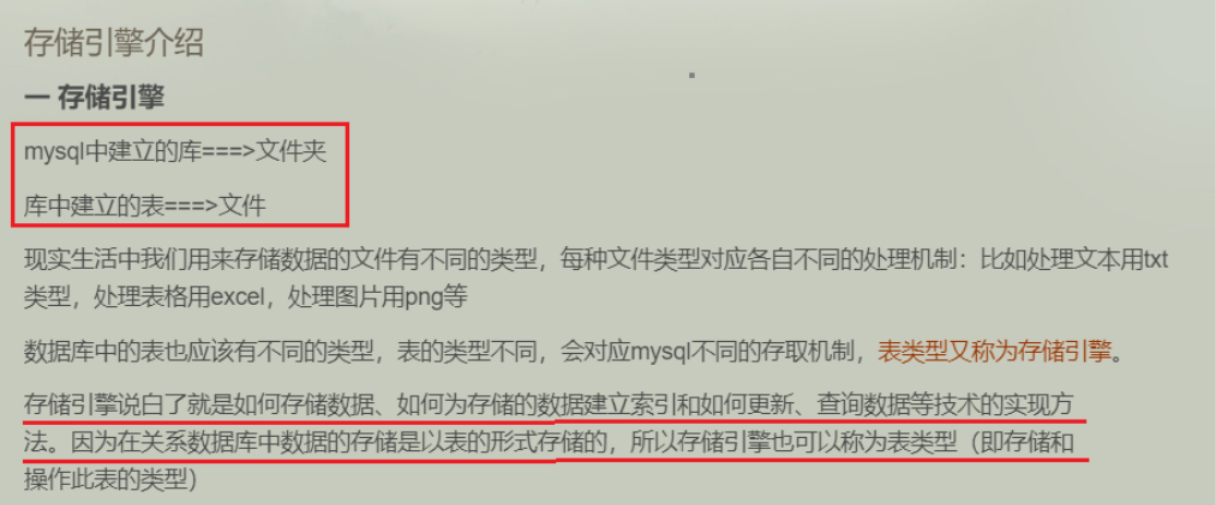 存储引擎介绍
一 存储引擎
mysql中建立的库===>文件夹
库中建立的表===>文件
现实生活中我们用来存储数据的文件有不同的类型，每种文件类型对应各自不同的处理机制：比如处理文本用txt
类型，处理表格用excel，处理图片用png等
数据库中的表也应该有不同的类型，表的类型不同，会对应mysql不同的存取机制，表类型又称为存储引擎。
存储引擎说白了就是如何存储数据、如何为存储的数据建立索引和如何更新、查询数据等技术的实现方
法。因为在关系数据库中数据的存储是以表的形式存储的，所以存储引擎也可以称为表类型（即存储和
操作此表的类型）